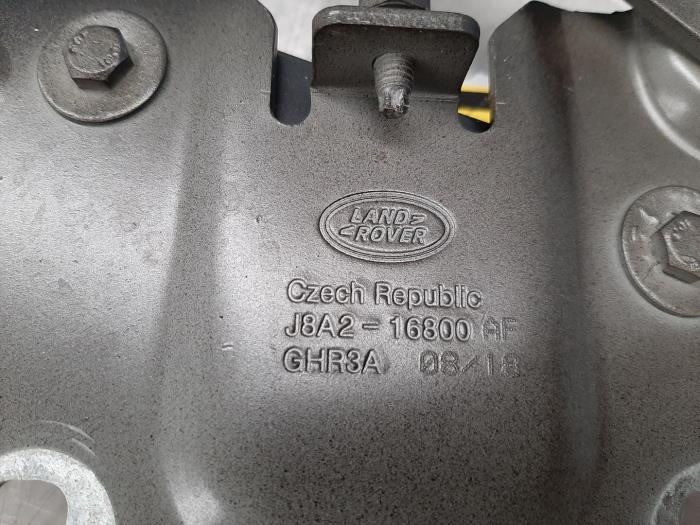 LAND
ROVER
Czech Republic
J8A2-16800 AF
GHR3A 08/18